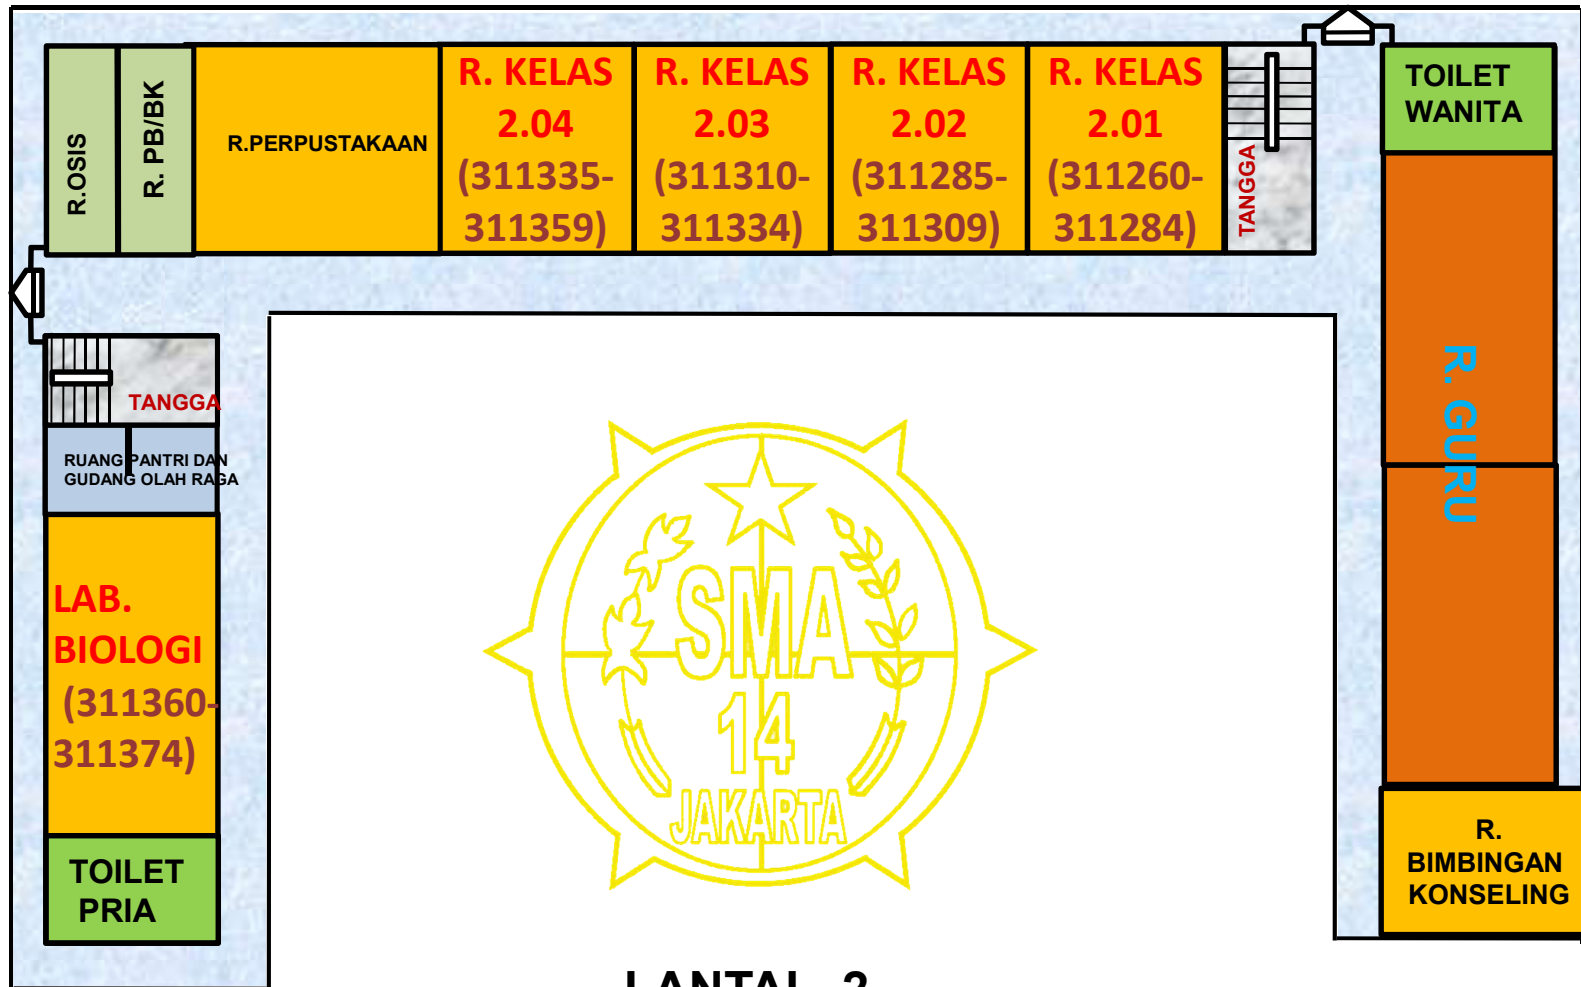 R.OSIS
R. PB/BK
R.PERPUSTAKAAN
R. KELAS
2.04
(311335-
311359)
R. KELAS
2.03
(311310-
311334)
R. KELAS
2.02
(311285-
311309)
R. KELAS
2.01
(311260-
311284)
TANGGA
TOILET
WANITA
R. GURU
R.
BIMBINGAN
KONSELING
TANGGA
RUANG PANTRI DAN
GUDANG OLAH RAGA
LAB.
BIOLOGI
(311360-
311374)
TOILET
PRIA
SMA
14
JAKARTA
LANTAI 2